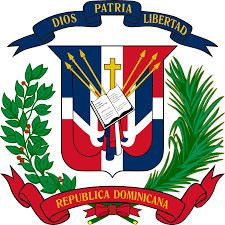 DIOS PATRIA LIBERTAD
REPUBLICA DOMINICANA